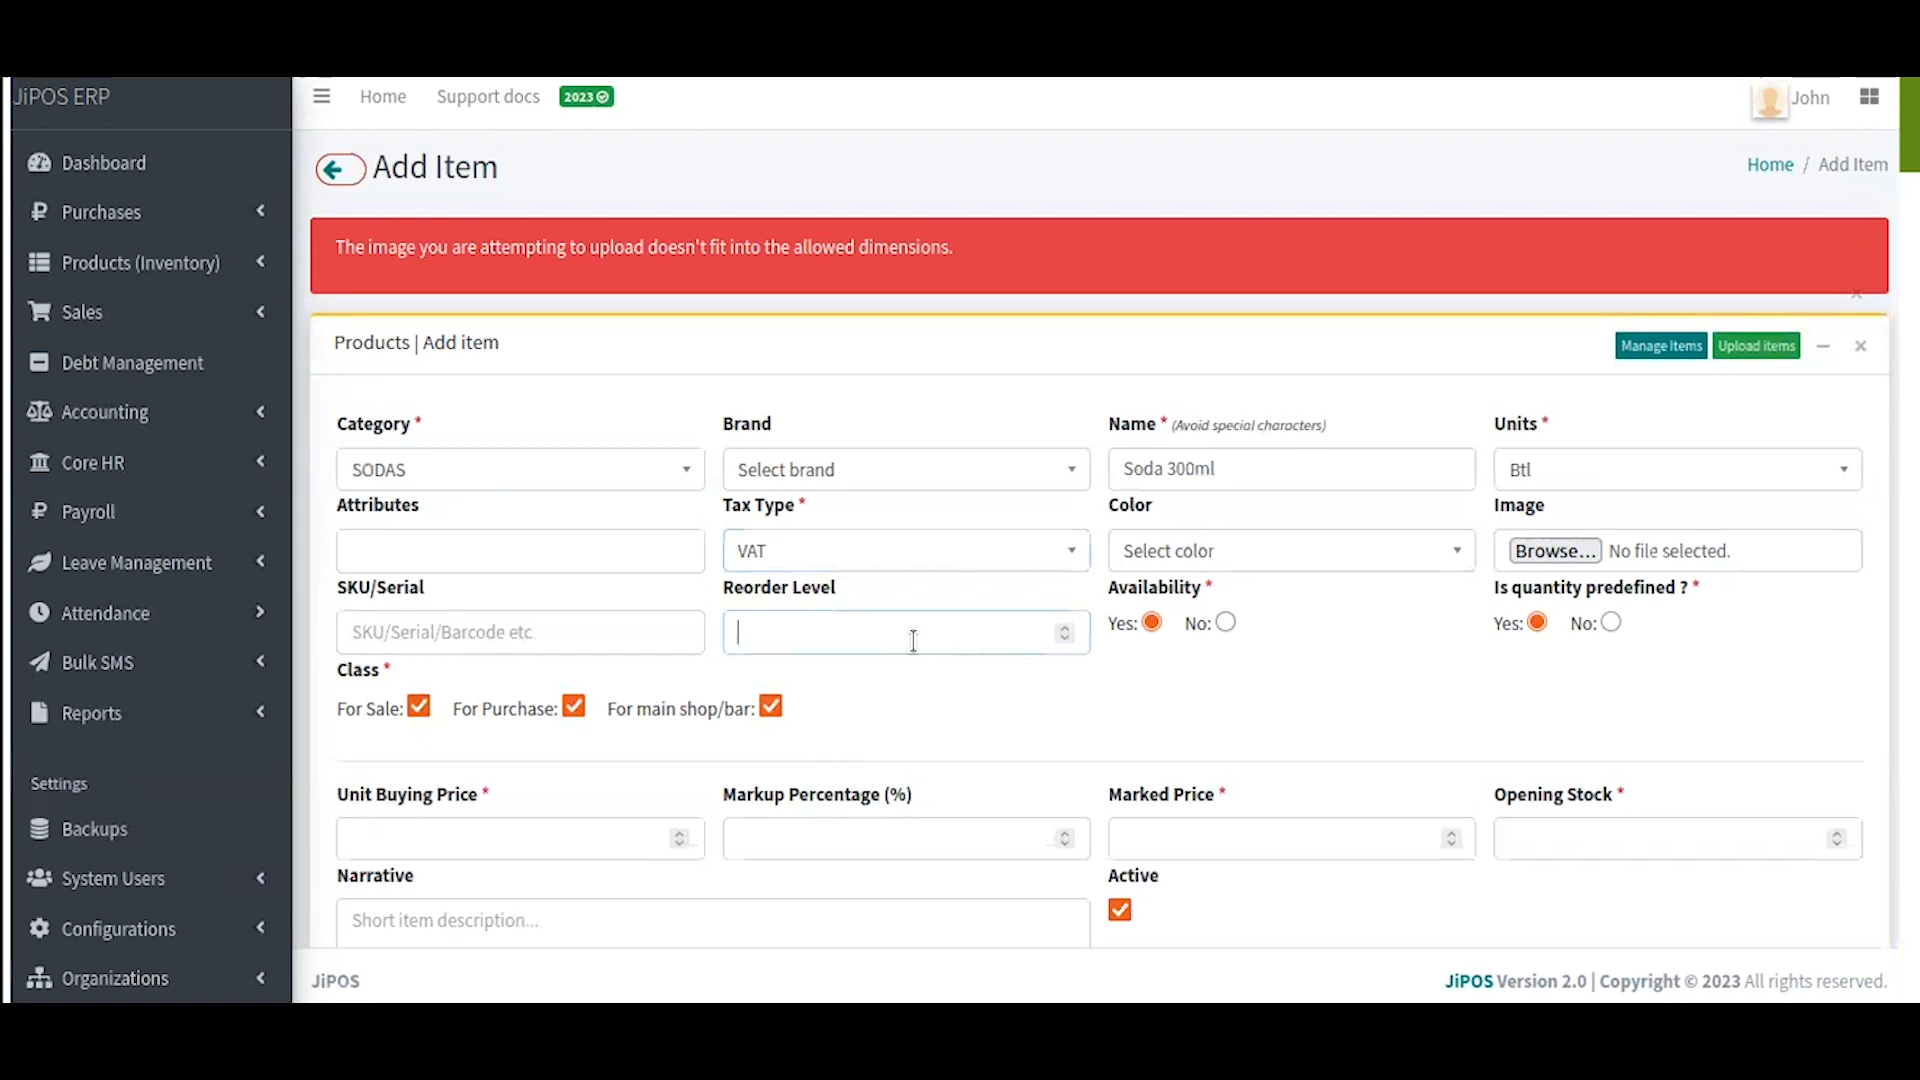 JiPOS ERP
Home
Support docs
2023
John
Dashboard
Purchases
Products (Inventory)
Sales
Debt Management
Accounting
Core HR
Payroll
Leave Management
Attendance
Bulk SMS
Reports
Settings
Backups
System Users
Configurations
Organizations
Add Item
Home / Add Item
The image you are attempting to upload doesn't fit into the allowed dimensions.
×
Products | Add item
Manage Items
Upload items
Category *
Brand
Name * (Avoid special characters)
Units *
SODAS
Select brand
Soda 300ml
Btl
Attributes
Tax Type *
Color
Image
VAT
Select color
Browse... No file selected.
SKU/Serial
Reorder Level
Availability *
Is quantity predefined ? *
SKU/Serial/Barcode etc
Yes: No:
Yes: No:
Class *
For Sale: For Purchase: For main shop/bar:
Unit Buying Price *
Markup Percentage (%)
Marked Price *
Opening Stock *
Narrative
Active
Short item description...
JiPOS
JiPOS Version 2.0 | Copyright © 2023 All rights reserved.